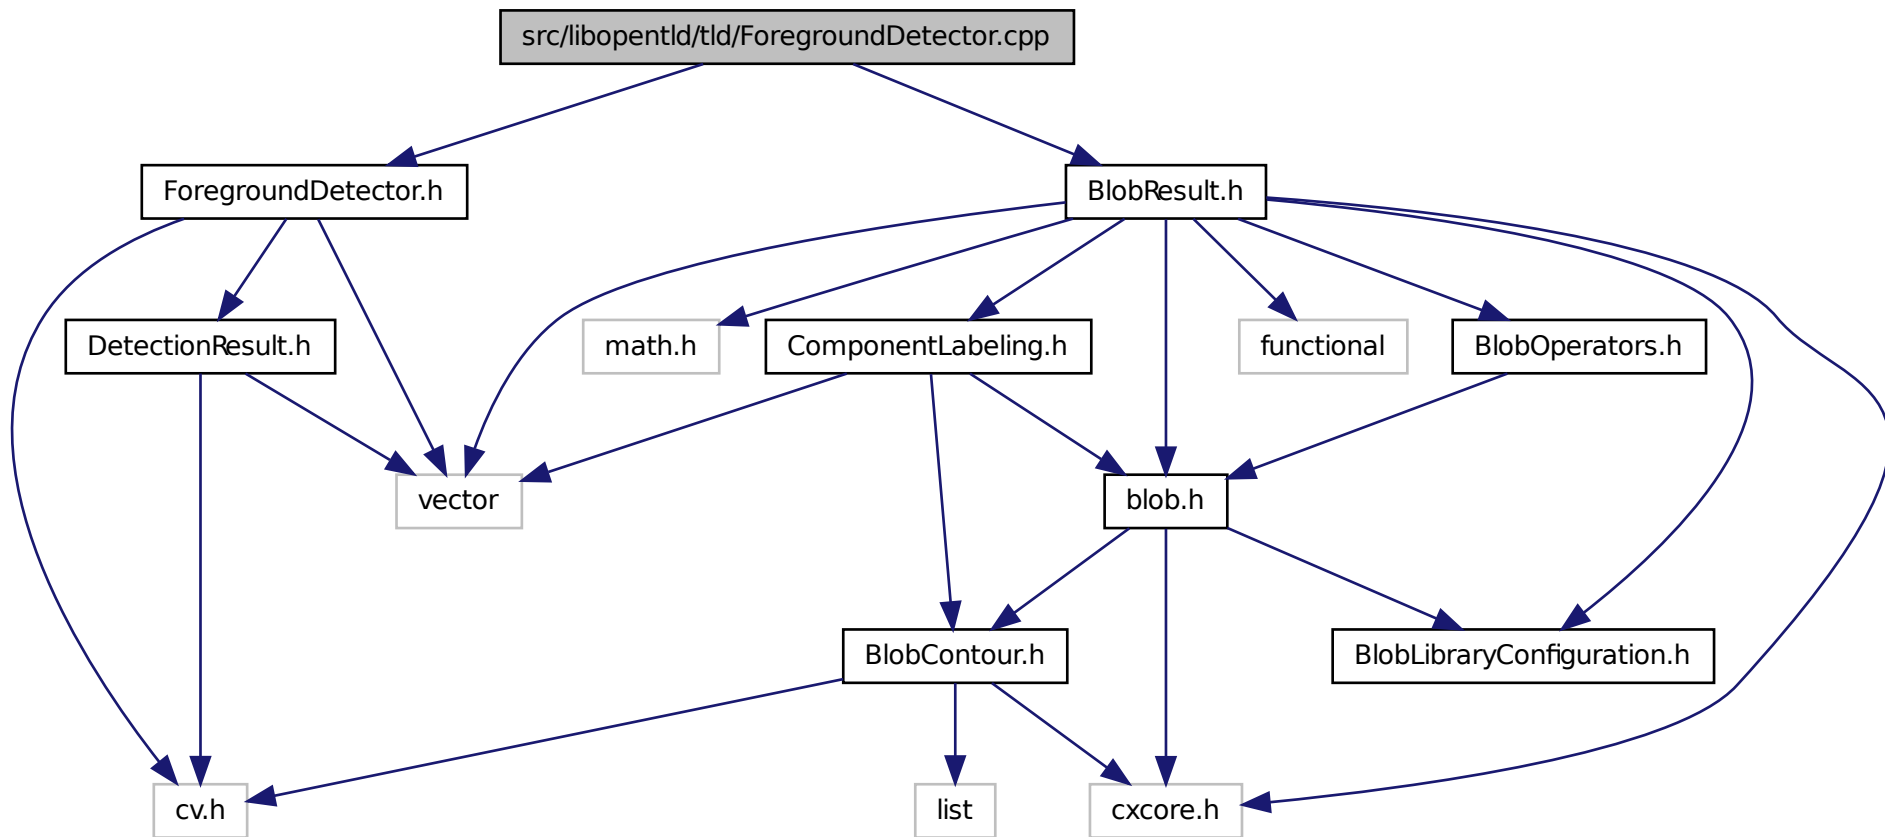 src/libopentld/tld/ForegroundDetector.cpp
ForegroundDetector.h
BlobResult.h
DetectionResult.h
math.h
ComponentLabeling.h
functional
BlobOperators.h
vector
blob.h
BlobContour.h
BlobLibraryConfiguration.h
cv.h
list
cxcore.h